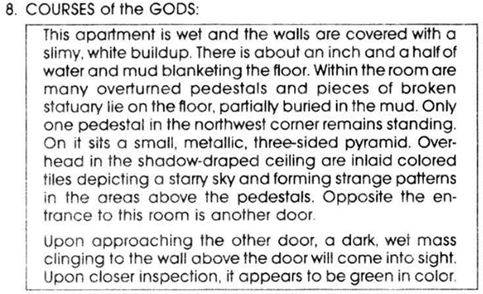 8. COURSES of the GODS:
This apartment is wet and the walls are covered with a
slimy, white buildup. There is about an inch and a half of
water and mud blanketing the floor. Within the room are
many overturned pedestals and pieces of broken
statuary lie on the floor, partially buried in the mud. Only
one pedestal in the northwest corner remains standing.
On it sits a small, metallic, three-sided pyramid. Over-
head in the shadow-draped ceiling are inlaid colored
tiles depicting a starry sky and forming strange patterns
in the areas above the pedestals. Opposite the en-
trance to this room is another door.
Upon approaching the other door, a dark, wet mass
clinging to the wall above the door will come into sight.
Upon closer inspection, it appears to be green in color.